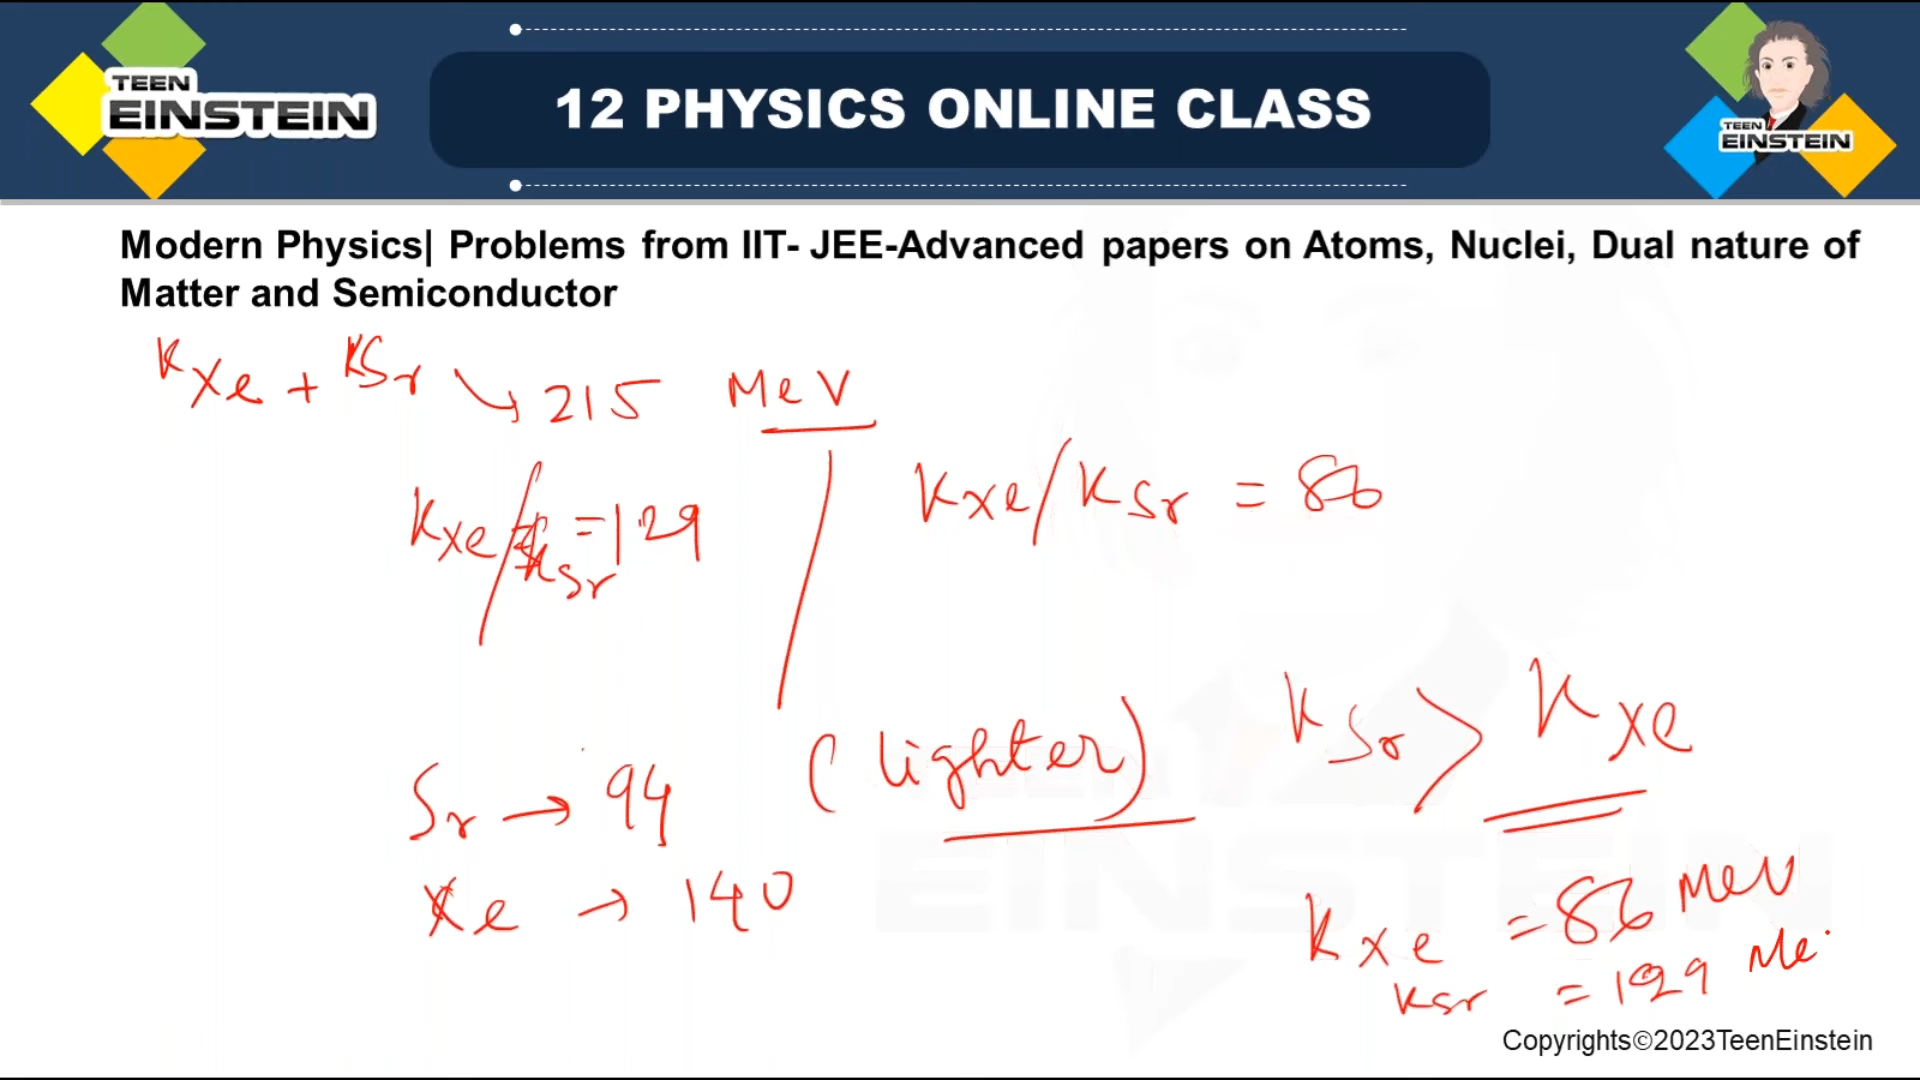 TEEN
EINSTEIN
12 PHYSICS ONLINE CLASS
TEEN
EINSTEIN
Modern Physics| Problems from IIT- JEE-Advanced papers on Atoms, Nuclei, Dual nature of
Matter and Semiconductor
KXe + KSr → 215 MeV
KXe/KSr = 129
KXe/KSr = 86
Sr → 94 (lighter)
KSr > KXe
Xe → 140
KXe = 86 MeV
KSr = 129 Me
EINSTEIN
Copyrights©2023TeenEinstein